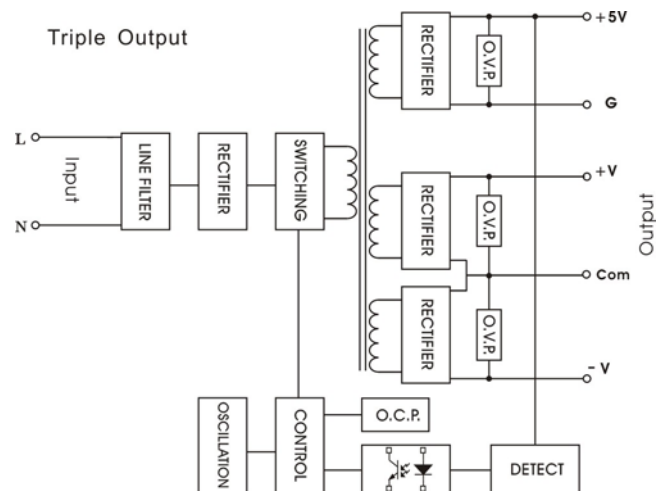 Triple Output
L
Input
N
LINE FILTER
RECTIFIER
SWITCHING
RECTIFIER
O.V.P.
+5V
G
RECTIFIER
O.V.P.
+V
Com
Output
RECTIFIER
O.V.P.
- V
OSCILLATION
CONTROL
O.C.P.
DETECT